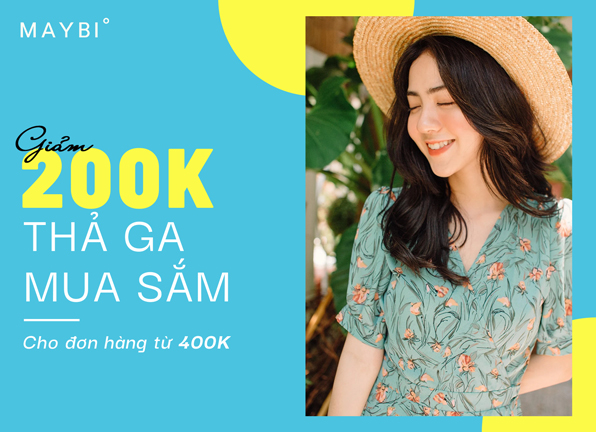 MAYBI°
Giảm
200K
THẢ GA
MUA SẮM
Cho đơn hàng từ 400K